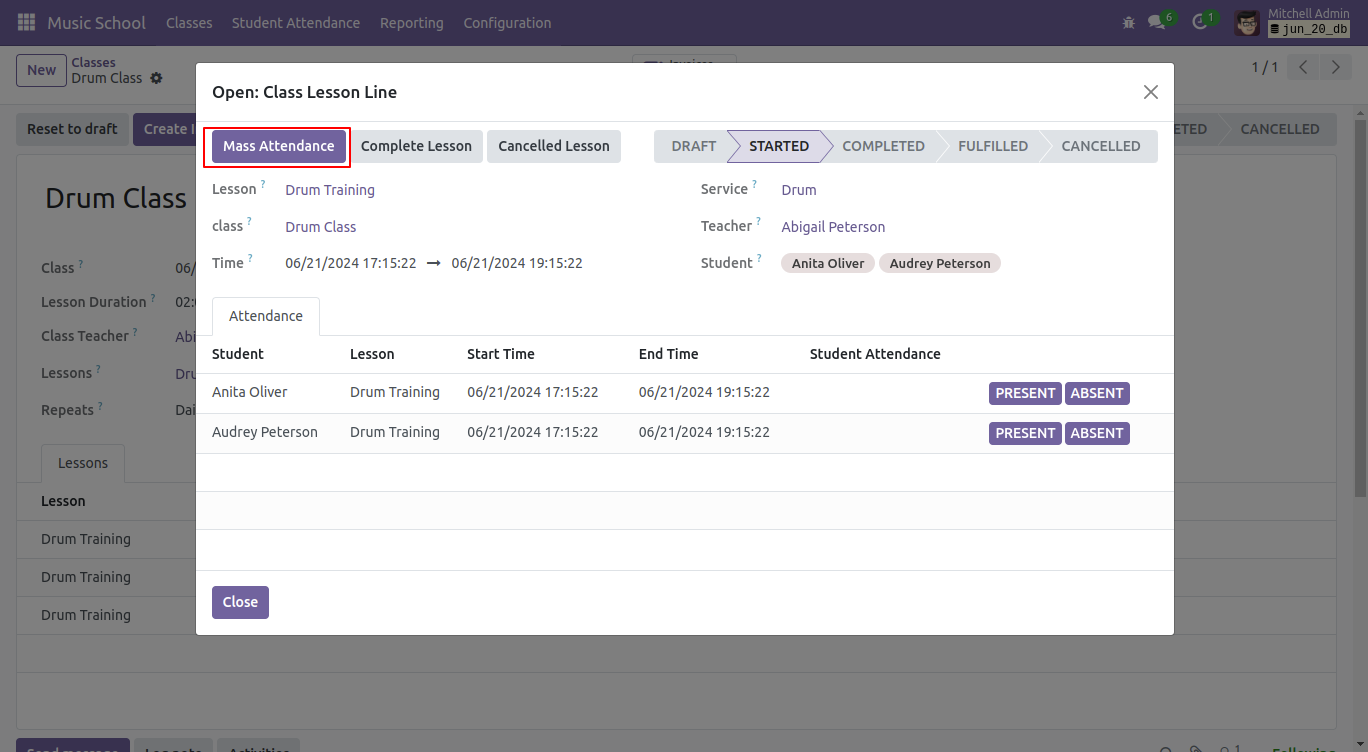 Music School Classes Student Attendance Reporting Configuration 6 1 Mitchell Admin
jun_20_db
New Classes
Drum Class
1 / 1
Open: Class Lesson Line
Reset to draft Create I
Mass Attendance Complete Lesson Cancelled Lesson DRAFT STARTED COMPLETED FULFILLED CANCELLED
ETED CANCELLED
Drum Class
Lesson ? Drum Training Service ? Drum
class ? Drum Class Teacher ? Abigail Peterson
Time ? 06/21/2024 17:15:22 → 06/21/2024 19:15:22 Student ? Anita Oliver Audrey Peterson
Class ? 06/
Lesson Duration ? 02:
Class Teacher ? Abi
Lessons ? Dru
Repeats ? Dai
Attendance
Student Lesson Start Time End Time Student Attendance
Anita Oliver Drum Training 06/21/2024 17:15:22 06/21/2024 19:15:22 PRESENT ABSENT
Audrey Peterson Drum Training 06/21/2024 17:15:22 06/21/2024 19:15:22 PRESENT ABSENT
Lessons
Lesson
Drum Training
Drum Training
Drum Training
Close
Send message Log note Activities 1 Following